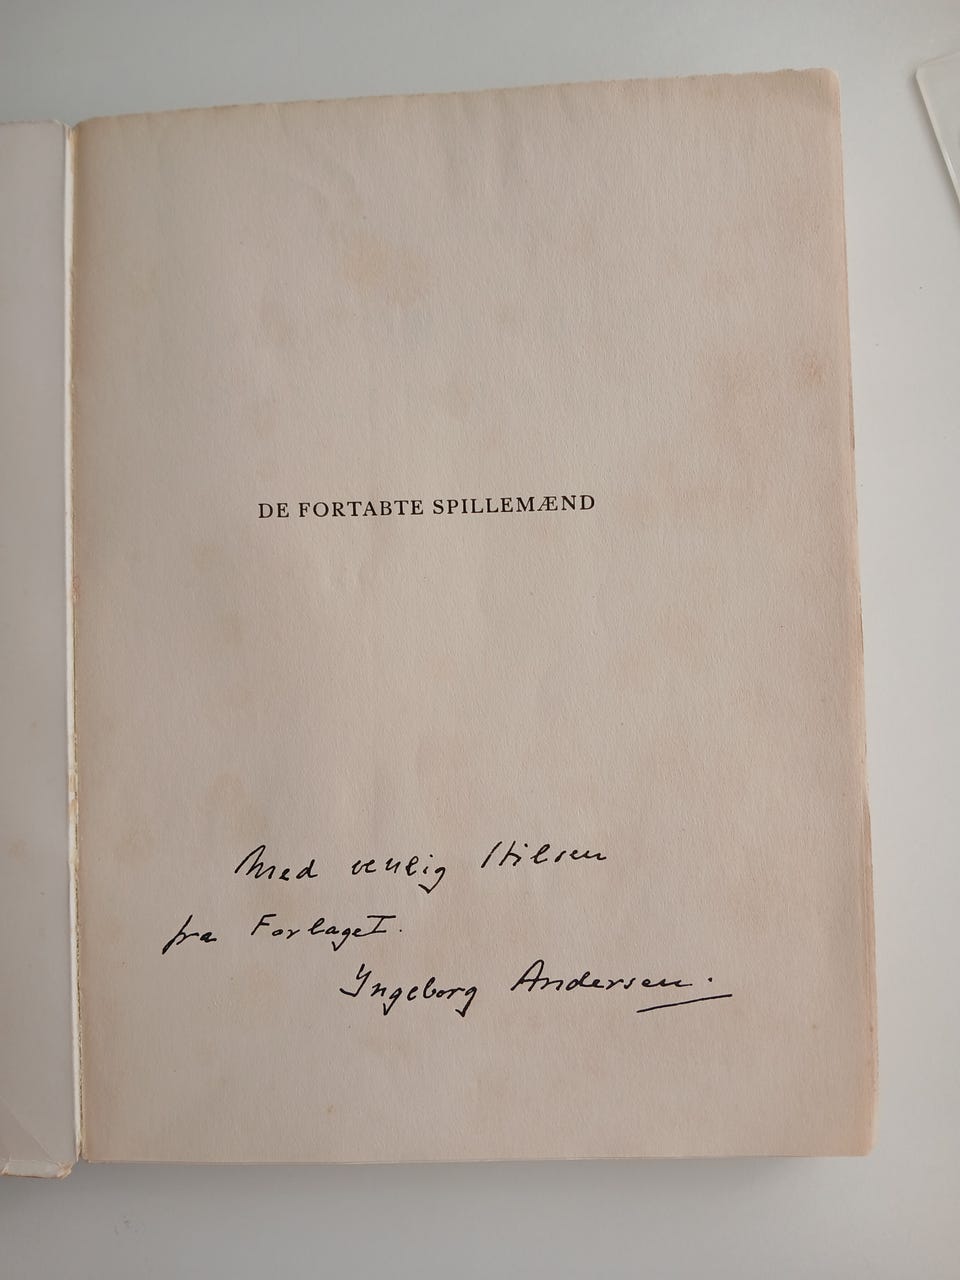 DE FORTABTE SPILLEMÆND
Med venlig Hilsen
fra Forlaget.
Ingeborg Andersen.